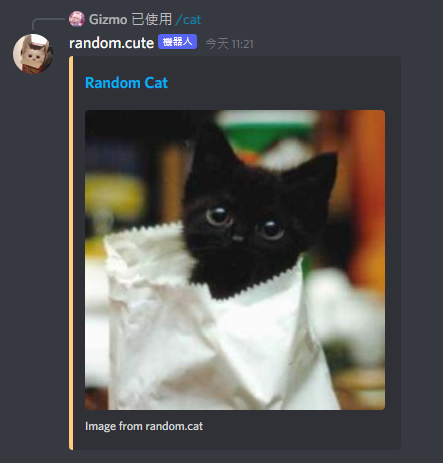 Gizmo 已使用 /cat
random.cute 機器人 今天 11:21
Random Cat
Image from random.cat